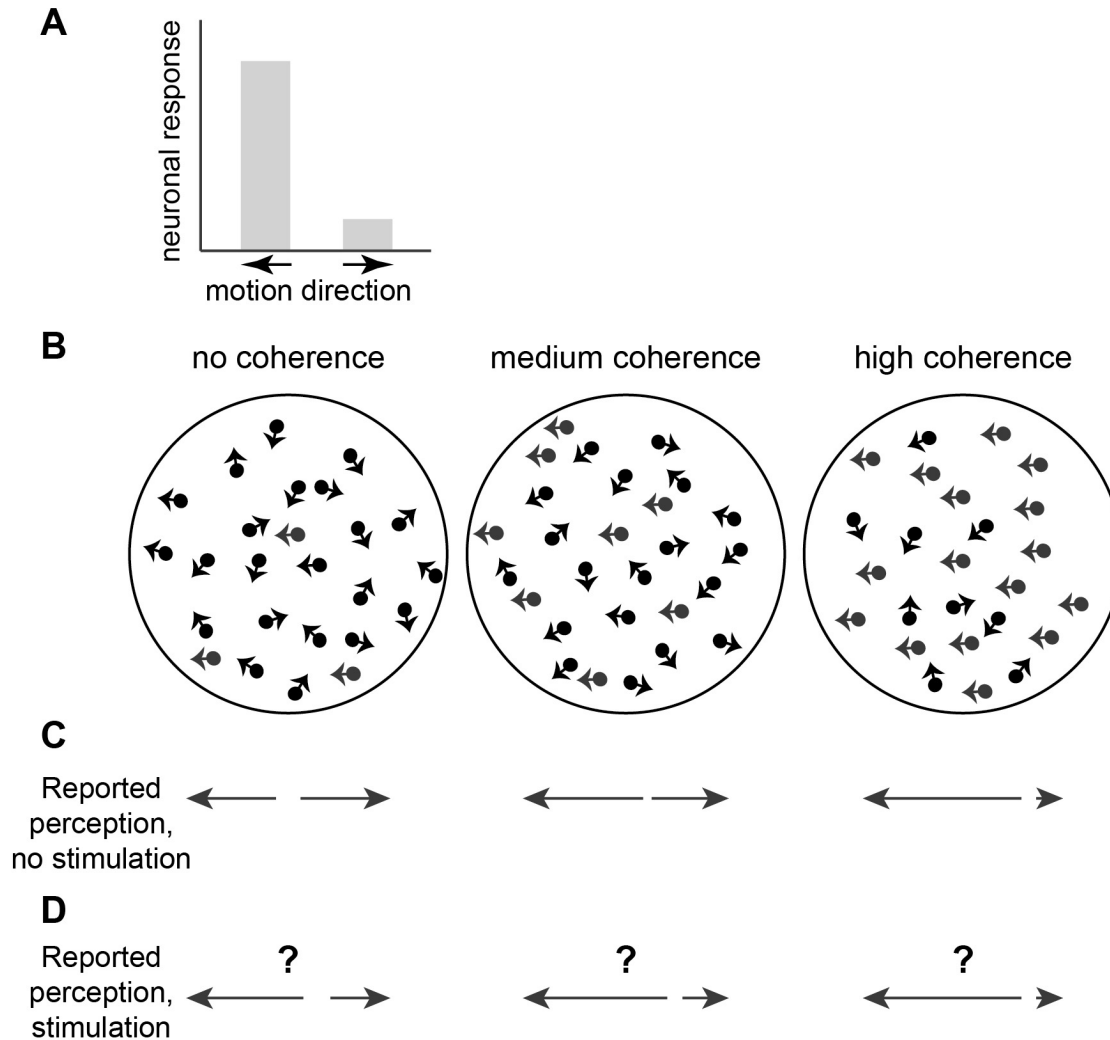 A
neuronal response
motion direction
B
no coherence
medium coherence
high coherence
C
Reported
perception,
no stimulation
D
Reported
perception,
stimulation
?
?
?